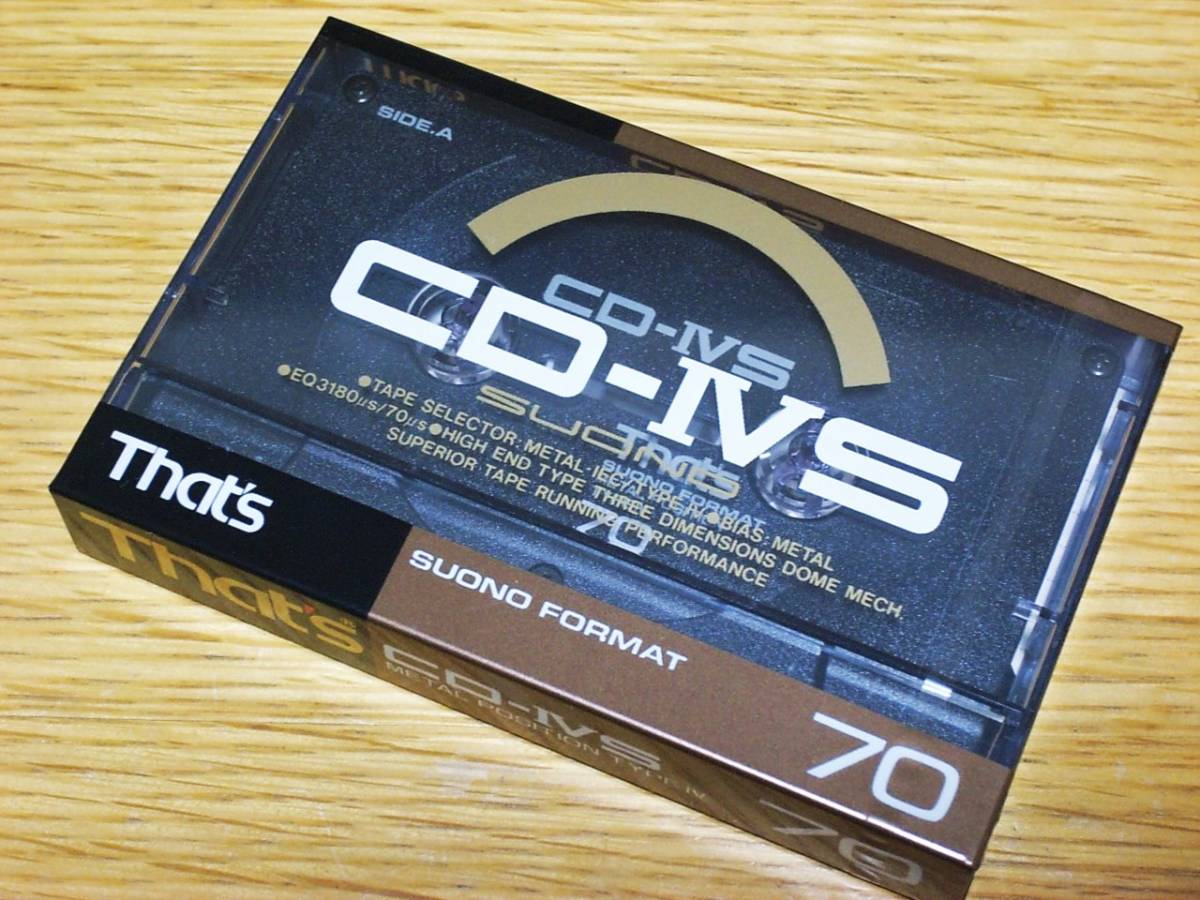 SIDE.A
CD-IVS
CD-IVS
suono
●TAPE SELECTOR: METAL-IEC/TYPE IV●BIAS: METAL
●EQ3180μs/70μs●HIGH END TYPE THREE DIMENSIONS DOME MECH.
SUPERIOR TAPE RUNNING PERFORMANCE
That's
SUONO FORMAT
70
That's
SUONO FORMAT
70
That's
CD-IVS
METAL POSITION TYPE IV
70